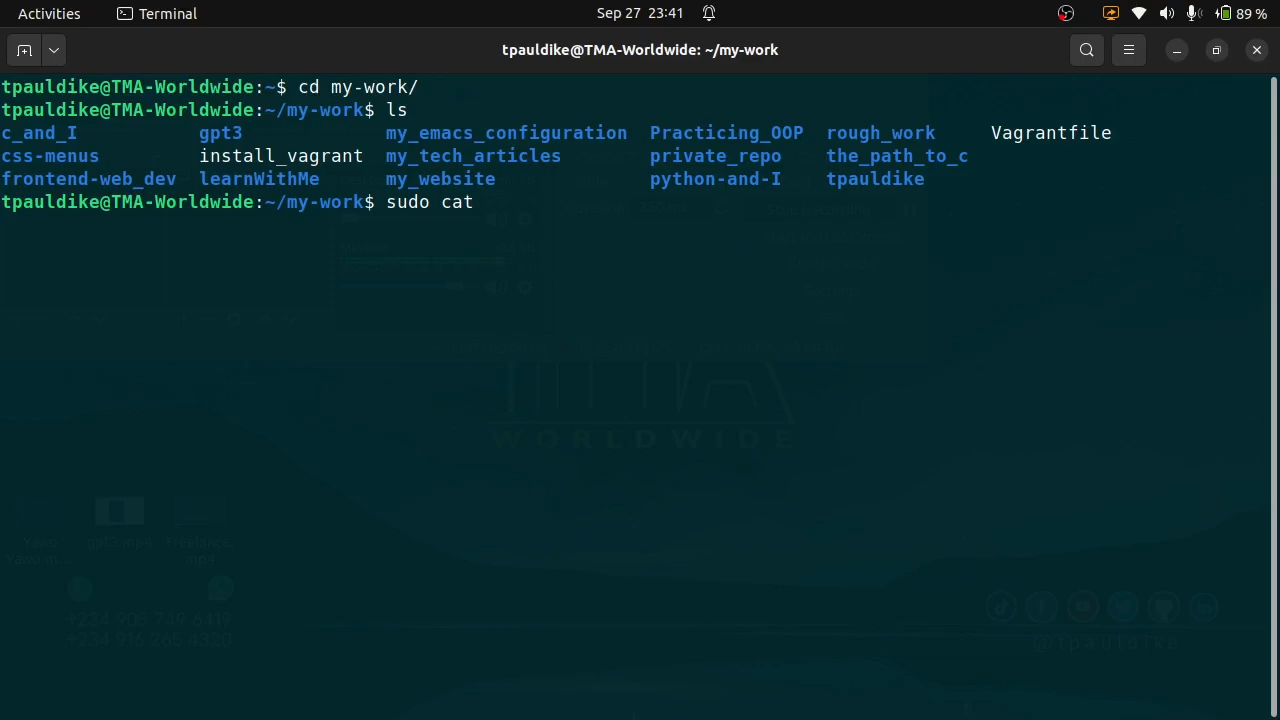 Activities Terminal Sep 27 23:41 89 %
tpauldike@TMA-Worldwide: ~/my-work
tpauldike@TMA-Worldwide:~$ cd my-work/
tpauldike@TMA-Worldwide:~/my-work$ ls
c_and_I gpt3 my_emacs_configuration Practicing_OOP rough_work Vagrantfile
css-menus install_vagrant my_tech_articles private_repo the_path_to_c
frontend-web_dev learnWithMe my_website python-and-I tpauldike
tpauldike@TMA-Worldwide:~/my-work$ sudo cat
WORLDWIDE
@tpauldike